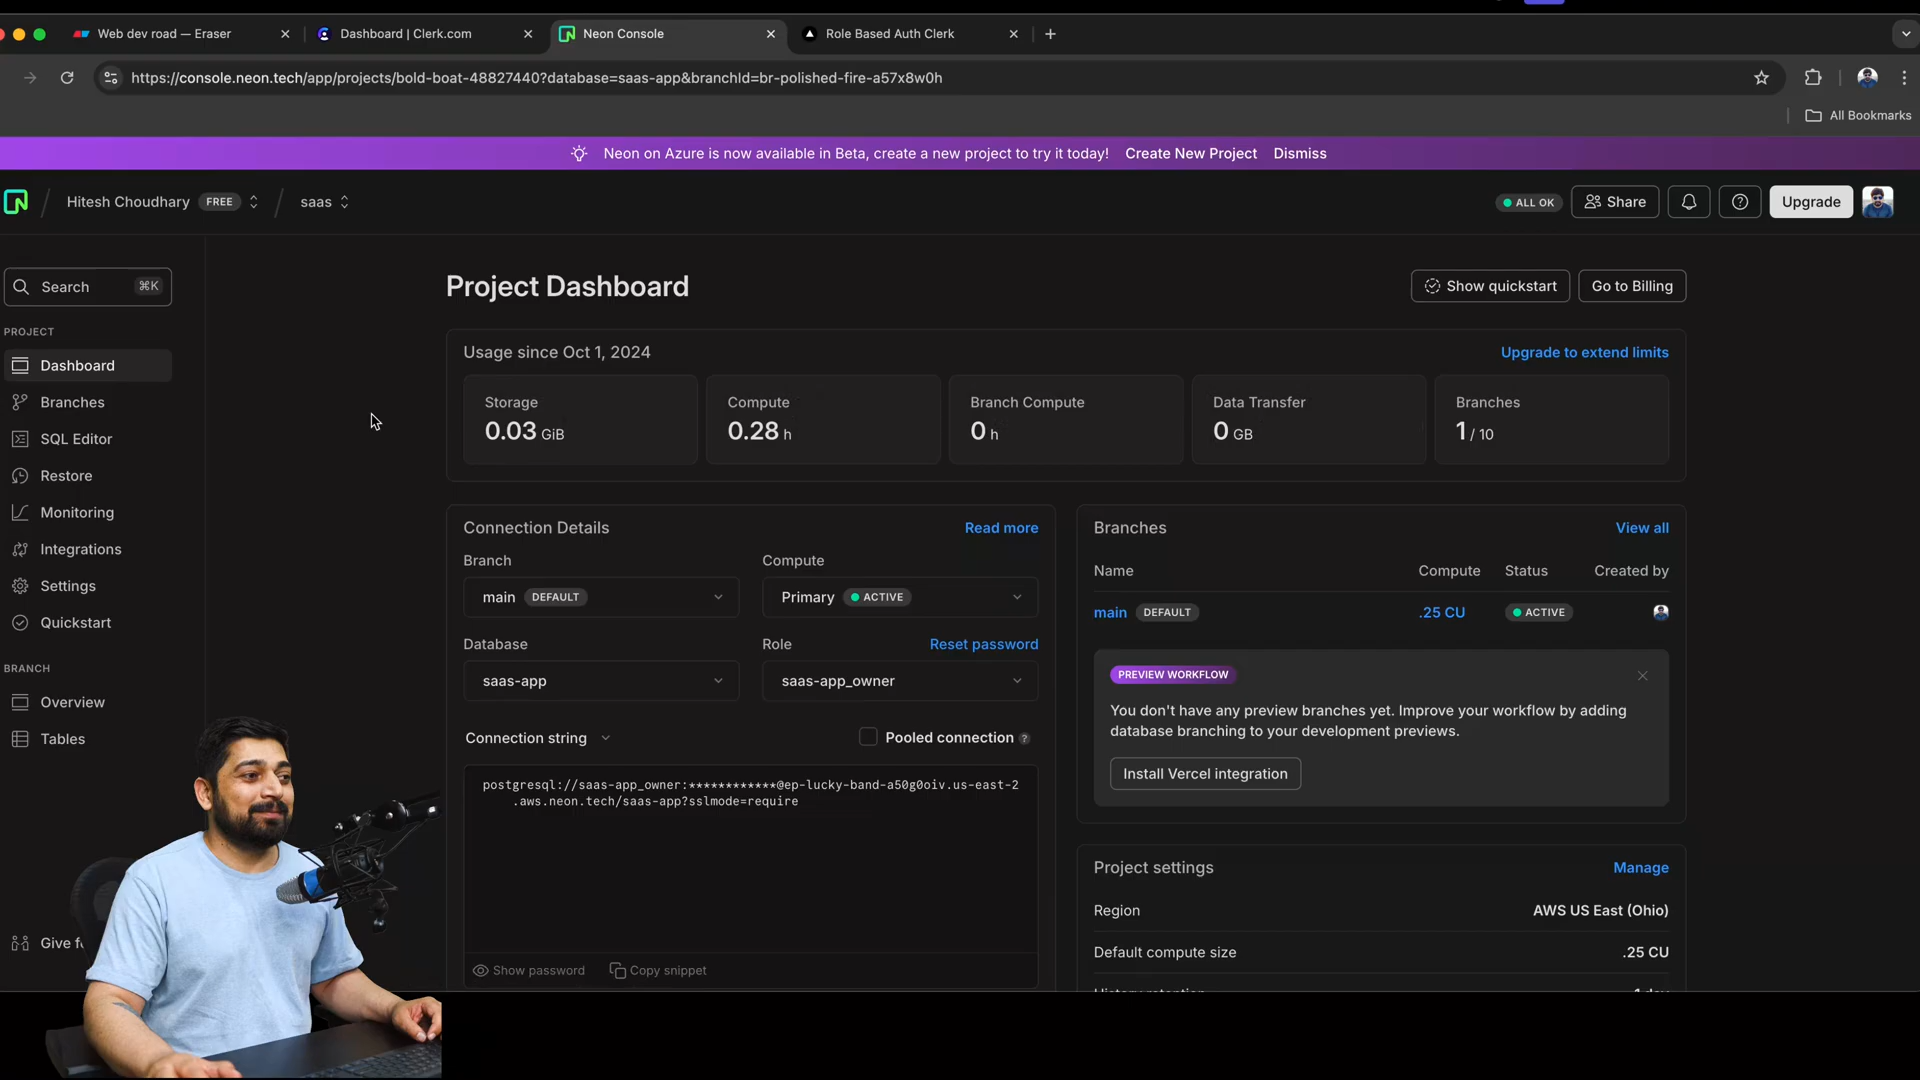 Web dev road — Eraser
Dashboard | Clerk.com
Neon Console
Role Based Auth Clerk
https://console.neon.tech/app/projects/bold-boat-48827440?database=saas-app&branchId=br-polished-fire-a57x8w0h
All Bookmarks
Neon on Azure is now available in Beta, create a new project to try it today! Create New Project Dismiss
Hitesh Choudhary FREE / saas
ALL OK
Share
Upgrade
Search ⌘K
PROJECT
Dashboard
Branches
SQL Editor
Restore
Monitoring
Integrations
Settings
Quickstart
BRANCH
Overview
Tables
Give
Project Dashboard
Show quickstart
Go to Billing
Usage since Oct 1, 2024
Upgrade to extend limits
Storage
0.03 GiB
Compute
0.28 h
Branch Compute
0 h
Data Transfer
0 GB
Branches
1 / 10
Connection Details
Read more
Branch
main DEFAULT
Compute
Primary ACTIVE
Database
saas-app
Role
Reset password
saas-app_owner
Connection string
Pooled connection ?
postgresql://saas-app_owner:************@ep-lucky-band-a50g0oiv.us-east-2
.aws.neon.tech/saas-app?sslmode=require
Show password
Copy snippet
Branches
View all
Name Compute Status Created by
main DEFAULT .25 CU ACTIVE
PREVIEW WORKFLOW
You don't have any preview branches yet. Improve your workflow by adding
database branching to your development previews.
Install Vercel integration
Project settings
Manage
Region AWS US East (Ohio)
Default compute size .25 CU
History retention 1 day